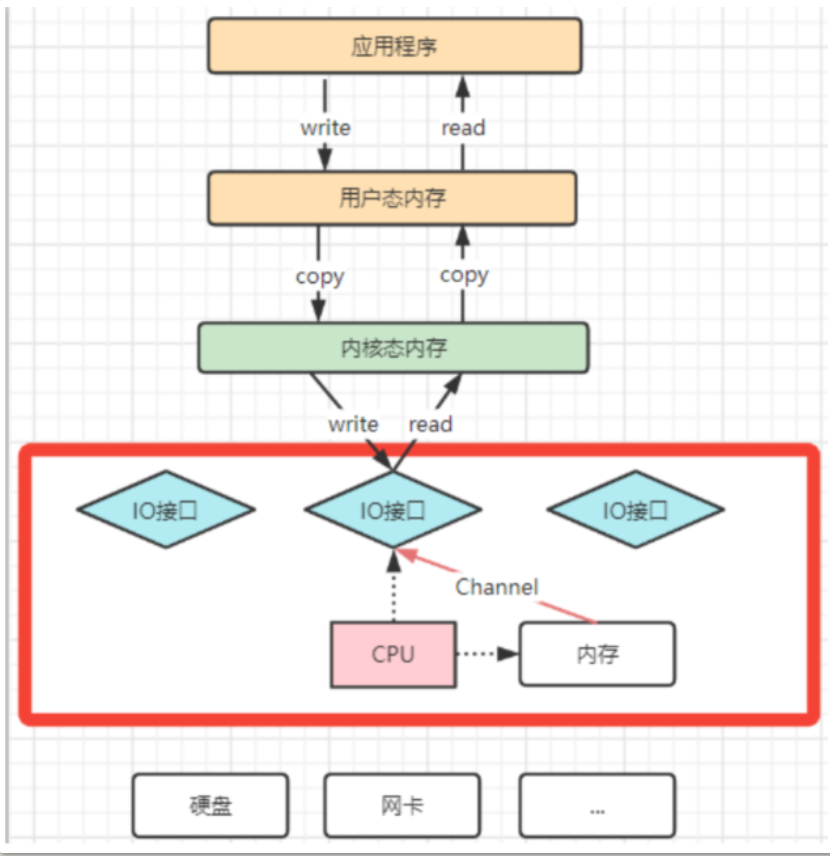 应用程序
write
read
用户态内存
copy
copy
内核态内存
write
read
IO接口
IO接口
IO接口
Channel
CPU
内存
硬盘
网卡
...